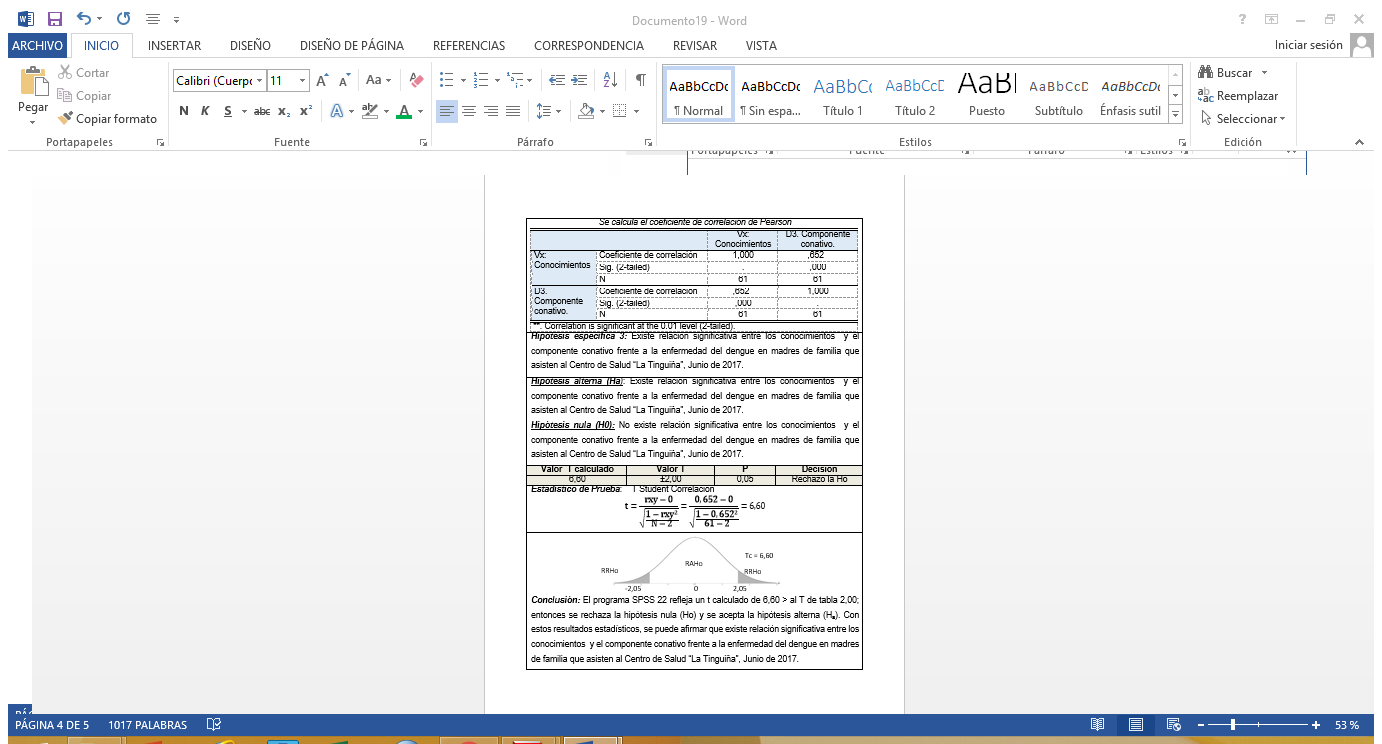 Documento19 - Word
ARCHIVO INICIO INSERTAR DISEÑO DISEÑO DE PÁGINA REFERENCIAS CORRESPONDENCIA REVISAR VISTA Iniciar sesión
Pegar
Cortar
Copiar
Copiar formato
Portapapeles
Calibri (Cuerpo 11
Aa
N K S abc x₂ x²
Fuente
Párrafo
AaBbCcDc AaBbCcDc AaBbCc AaBbCcD AaBl AaBbCcD AaBbCcDc
¶ Normal ¶ Sin espa... Título 1 Título 2 Puesto Subtítulo Énfasis sutil
Estilos
Buscar
Reemplazar
Seleccionar
Edición
Portapapeles Fuente Párrafo Estilos
Se calcula el coeficiente de correlación de Pearson
Vx: Conocimientos D3. Componente conativo.
Vx: Conocimientos Coeficiente de correlación 1,000 ,652
Sig. (2-tailed) . ,000
N 61 61
D3. Componente conativo. Coeficiente de correlación ,652 1,000
Sig. (2-tailed) ,000 .
N 61 61
**. Correlation is significant at the 0.01 level (2-tailed).
Hipótesis especifica 3: Existe relación significativa entre los conocimientos y el
componente conativo frente a la enfermedad del dengue en madres de familia que
asisten al Centro de Salud “La Tinguiña”, Junio de 2017.
Hipótesis alterna (Ha): Existe relación significativa entre los conocimientos y el
componente conativo frente a la enfermedad del dengue en madres de familia que
asisten al Centro de Salud “La Tinguiña”, Junio de 2017.
Hipótesis nula (H0): No existe relación significativa entre los conocimientos y el
componente conativo frente a la enfermedad del dengue en madres de familia que
asisten al Centro de Salud “La Tinguiña”, Junio de 2017.
Valor T calculado Valor T P Decisión
6,60 ±2,00 0,05 Rechazo la Ho
Estadístico de Prueba: T Student Correlación
t = rxy − 0 / √(1 − rxy² / N − 2) = 0,652 − 0 / √(1 − 0,652² / 61 − 2) = 6,60
Tc = 6,60
RAHo
RRHo RRHo
-2,05 0 2,05
Conclusión: El programa SPSS 22 refleja un t calculado de 6,60 > al T de tabla 2,00;
entonces se rechaza la hipótesis nula (Ho) y se acepta la hipótesis alterna (Hₐ). Con
estos resultados estadísticos, se puede afirmar que existe relación significativa entre los
conocimientos y el componente conativo frente a la enfermedad del dengue en madres
de familia que asisten al Centro de Salud “La Tinguiña”, Junio de 2017.
PÁGINA 4 DE 5 1017 PALABRAS 53 %